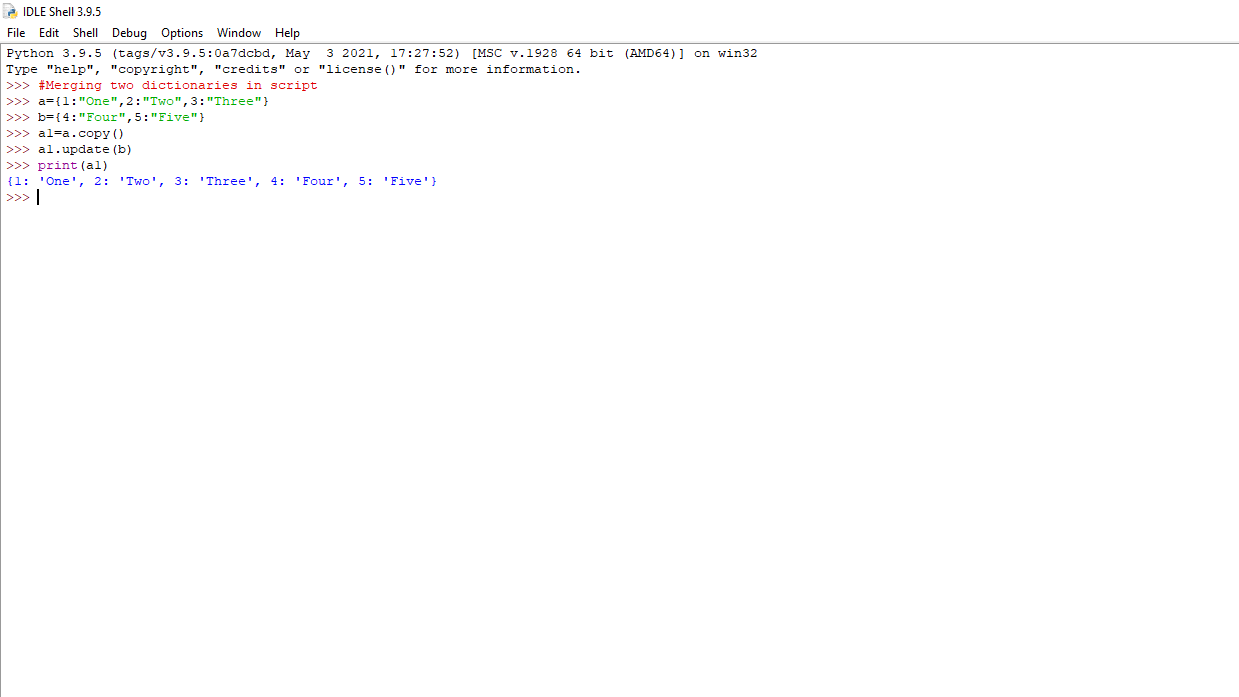 IDLE Shell 3.9.5
File Edit Shell Debug Options Window Help
Python 3.9.5 (tags/v3.9.5:0a7dcbd, May  3 2021, 17:27:52) [MSC v.1928 64 bit (AMD64)] on win32
Type "help", "copyright", "credits" or "license()" for more information.
>>> #Merging two dictionaries in script
>>> a={1:"One",2:"Two",3:"Three"}
>>> b={4:"Four",5:"Five"}
>>> a1=a.copy()
>>> a1.update(b)
>>> print(a1)
{1: 'One', 2: 'Two', 3: 'Three', 4: 'Four', 5: 'Five'}
>>>